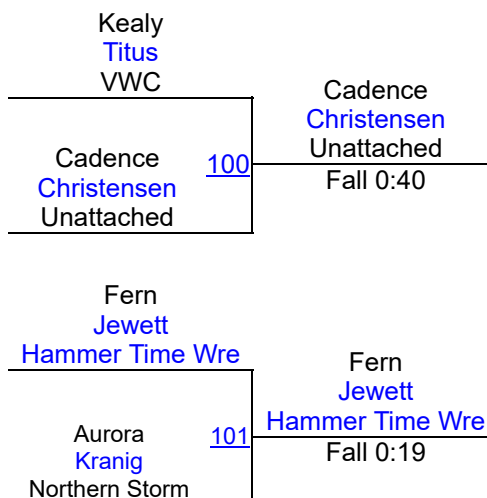 Kealy
Titus
VWC
Cadence
Christensen
Unattached
100
Cadence
Christensen
Unattached
Fall 0:40
Fern
Jewett
Hammer Time Wre
Aurora
Kranig
Northern Storm
101
Fern
Jewett
Hammer Time Wre
Fall 0:19